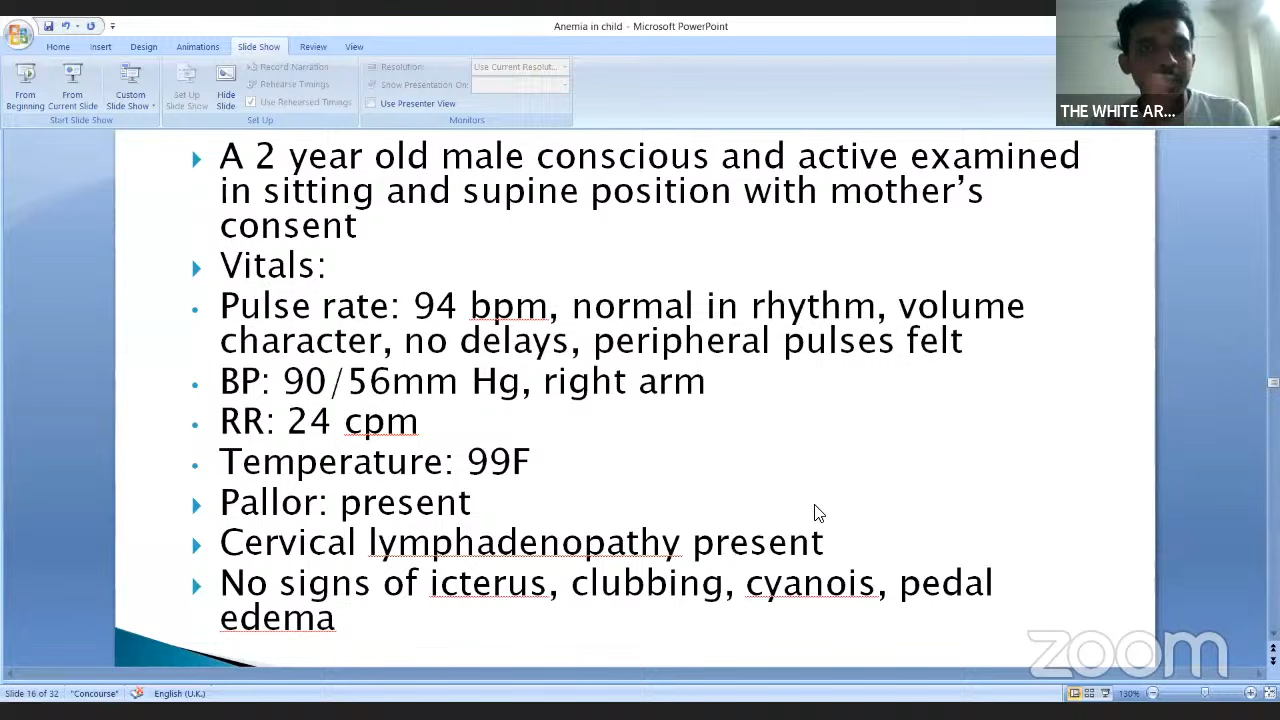 Anemia in child - Microsoft PowerPoint
Home Insert Design Animations Slide Show Review View
From Beginning
From Current Slide
Custom Slide Show
Start Slide Show
Set Up Slide Show
Hide Slide
Record Narration
Rehearse Timings
Use Rehearsed Timings
Set Up
Resolution: Use Current Resolut...
Show Presentation On:
Use Presenter View
Monitors
THE WHITE AR...
A 2 year old male conscious and active examined
in sitting and supine position with mother’s
consent
Vitals:
Pulse rate: 94 bpm, normal in rhythm, volume
character, no delays, peripheral pulses felt
BP: 90/56mm Hg, right arm
RR: 24 cpm
Temperature: 99F
Pallor: present
Cervical lymphadenopathy present
No signs of icterus, clubbing, cyanois, pedal
edema
zoom
Slide 16 of 32 "Concourse" English (U.K.) 130%